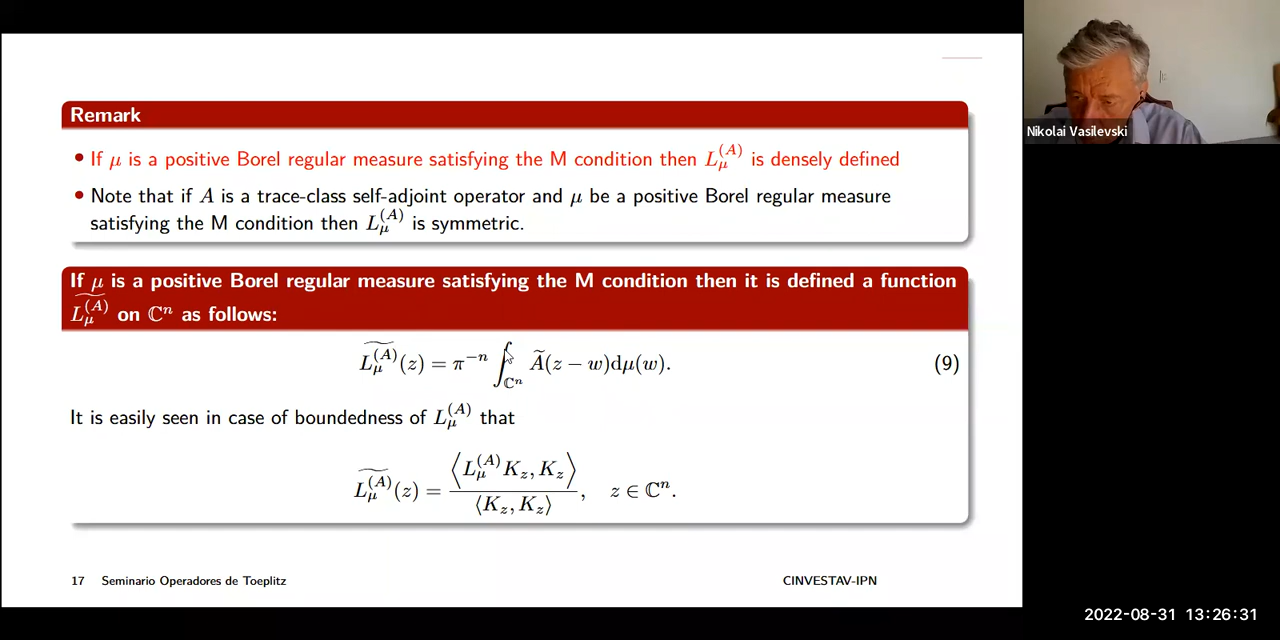 Remark
• If μ is a positive Borel regular measure satisfying the M condition then L_μ^{(A)} is densely defined
• Note that if A is a trace-class self-adjoint operator and μ be a positive Borel regular measure
satisfying the M condition then L_μ^{(A)} is symmetric.
If μ is a positive Borel regular measure satisfying the M condition then it is defined a function
\widetilde{L_μ^{(A)}} on ℂ^n as follows:
\widetilde{L_μ^{(A)}}(z) = π^{-n} ∫_{ℂ^n} \tilde{A}(z − w)dμ(w). (9)
It is easily seen in case of boundedness of L_μ^{(A)} that
\widetilde{L_μ^{(A)}}(z) = \frac{⟨L_μ^{(A)} K_z, K_z⟩}{⟨K_z, K_z⟩}, z ∈ ℂ^n.
17 Seminario Operadores de Toeplitz CINVESTAV-IPN
Nikolai Vasilevski
2022-08-31 13:26:31